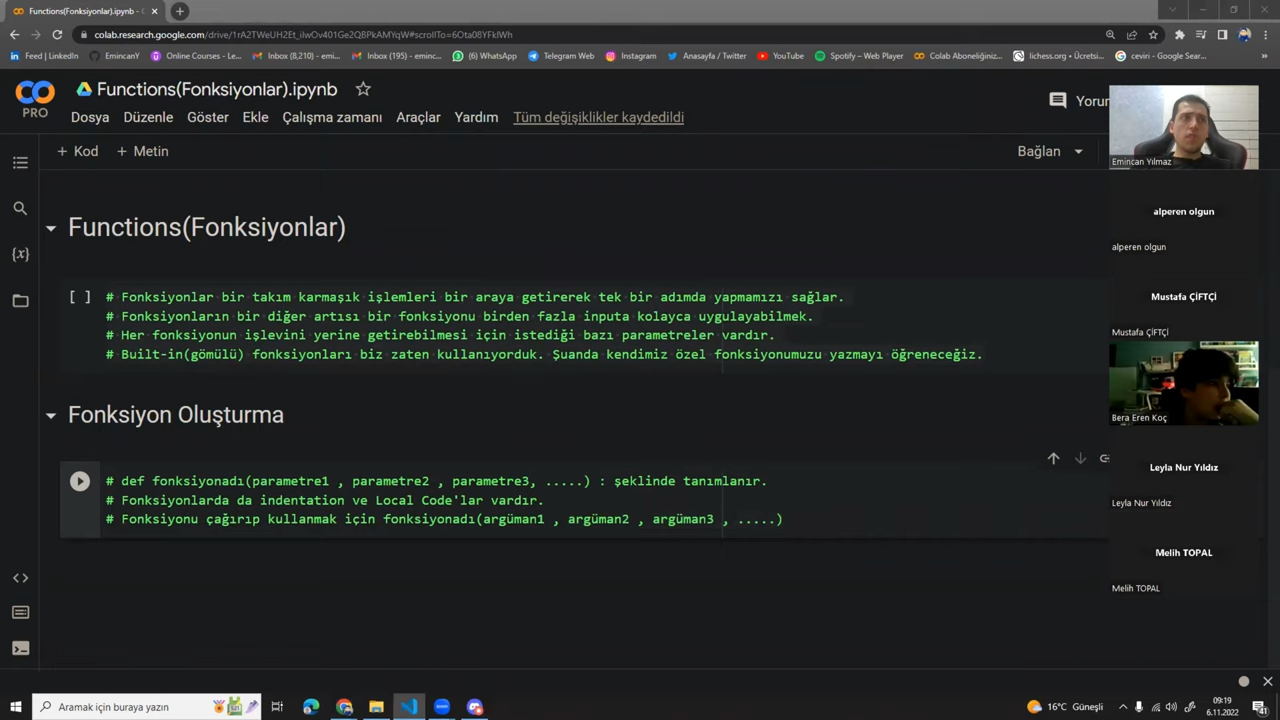 Functions(Fonksiyonlar).ipynb - C
colab.research.google.com/drive/1rA2TWeUH2Et_ilwOv401Ge2QBPkAMYqW#scrollTo=6Ota08YFkIWh
Feed | LinkedIn
EmincanY
Online Courses - Le...
Inbox (8,210) - emi...
Inbox (195) - eminc...
(6) WhatsApp
Telegram Web
Instagram
Anasayfa / Twitter
YouTube
Spotify – Web Player
Colab Aboneliğiniz...
lichess.org • Ücretsi...
ceviri - Google Sear...
PRO
Functions(Fonksiyonlar).ipynb
Dosya Düzenle Göster Ekle Çalışma zamanı Araçlar Yardım Tüm değişiklikler kaydedildi
Yorum
+ Kod + Metin
Bağlan
Functions(Fonksiyonlar)
[ ] # Fonksiyonlar bir takım karmaşık işlemleri bir araya getirerek tek bir adımda yapmamızı sağlar.
# Fonksiyonların bir diğer artısı bir fonksiyonu birden fazla inputa kolayca uygulayabilmek.
# Her fonksiyonun işlevini yerine getirebilmesi için istediği bazı parametreler vardır.
# Built-in(gömülü) fonksiyonları biz zaten kullanıyorduk. Şuanda kendimiz özel fonksiyonumuzu yazmayı öğreneceğiz.
Fonksiyon Oluşturma
# def fonksiyonadı(parametre1 , parametre2 , parametre3, .....) : şeklinde tanımlanır.
# Fonksiyonlarda da indentation ve Local Code'lar vardır.
# Fonksiyonu çağırıp kullanmak için fonksiyonadı(argüman1 , argüman2 , argüman3 , .....)
Emincan Yılmaz
alperen olgun
alperen olgun
Mustafa ÇİFTÇİ
Mustafa ÇİFTÇİ
Bera Eren Koç
Leyla Nur Yıldız
Leyla Nur Yıldız
Melih TOPAL
Melih TOPAL
Aramak için buraya yazın
16°C Güneşli
09:19
6.11.2022
41